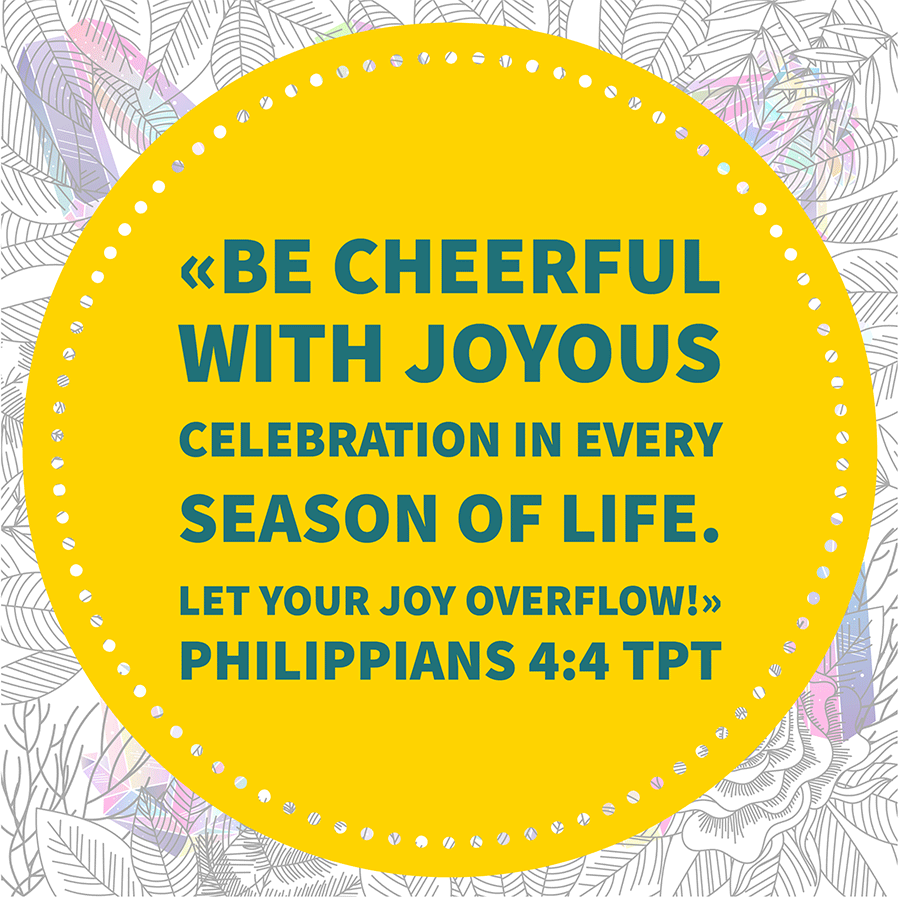 «BE CHEERFUL
WITH JOYOUS
CELEBRATION IN EVERY
SEASON OF LIFE.
LET YOUR JOY OVERFLOW!»
PHILIPPIANS 4:4 TPT